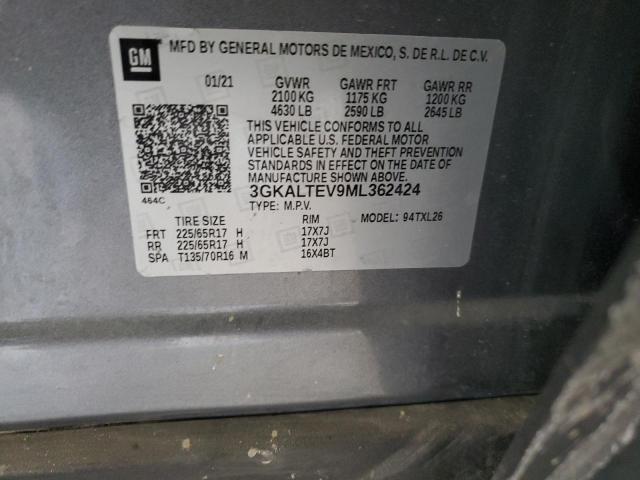 GM
MFD BY GENERAL MOTORS DE MEXICO, S. DE R.L. DE C.V.
01/21 GVWR GAWR FRT GAWR RR
2100 KG 1175 KG 1200 KG
4630 LB 2590 LB 2645 LB
THIS VEHICLE CONFORMS TO ALL
APPLICABLE U.S. FEDERAL MOTOR
VEHICLE SAFETY AND THEFT PREVENTION
STANDARDS IN EFFECT ON THE DATE OF
MANUFACTURE SHOWN ABOVE.
3GKALTEV9ML362424
464C
TYPE: M.P.V. MODEL: 94TXL26
TIRE SIZE RIM
FRT 225/65R17 H 17X7J
RR 225/65R17 H 17X7J
SPA T135/70R16 M 16X4BT